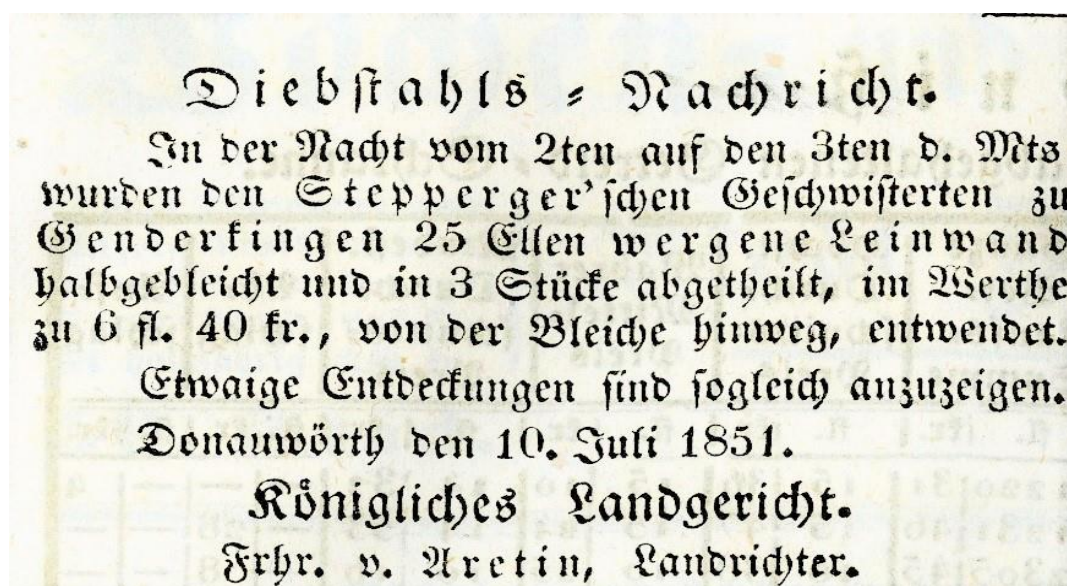 Diebstahls - Nachricht.
In der Nacht vom 2ten auf den 3ten d. Mts
wurden den Stepperger'schen Geschwisterten zu
Genderkingen 25 Ellen wergene Leinwand
halbgebleicht und in 3 Stücke abgetheilt, im Werthe
zu 6 fl. 40 kr., von der Bleiche hinweg, entwendet.
Etwaige Entdeckungen sind sogleich anzuzeigen.
Donauwörth den 10. Juli 1851.
Königliches Landgericht.
Frhr. v. Aretin, Landrichter.